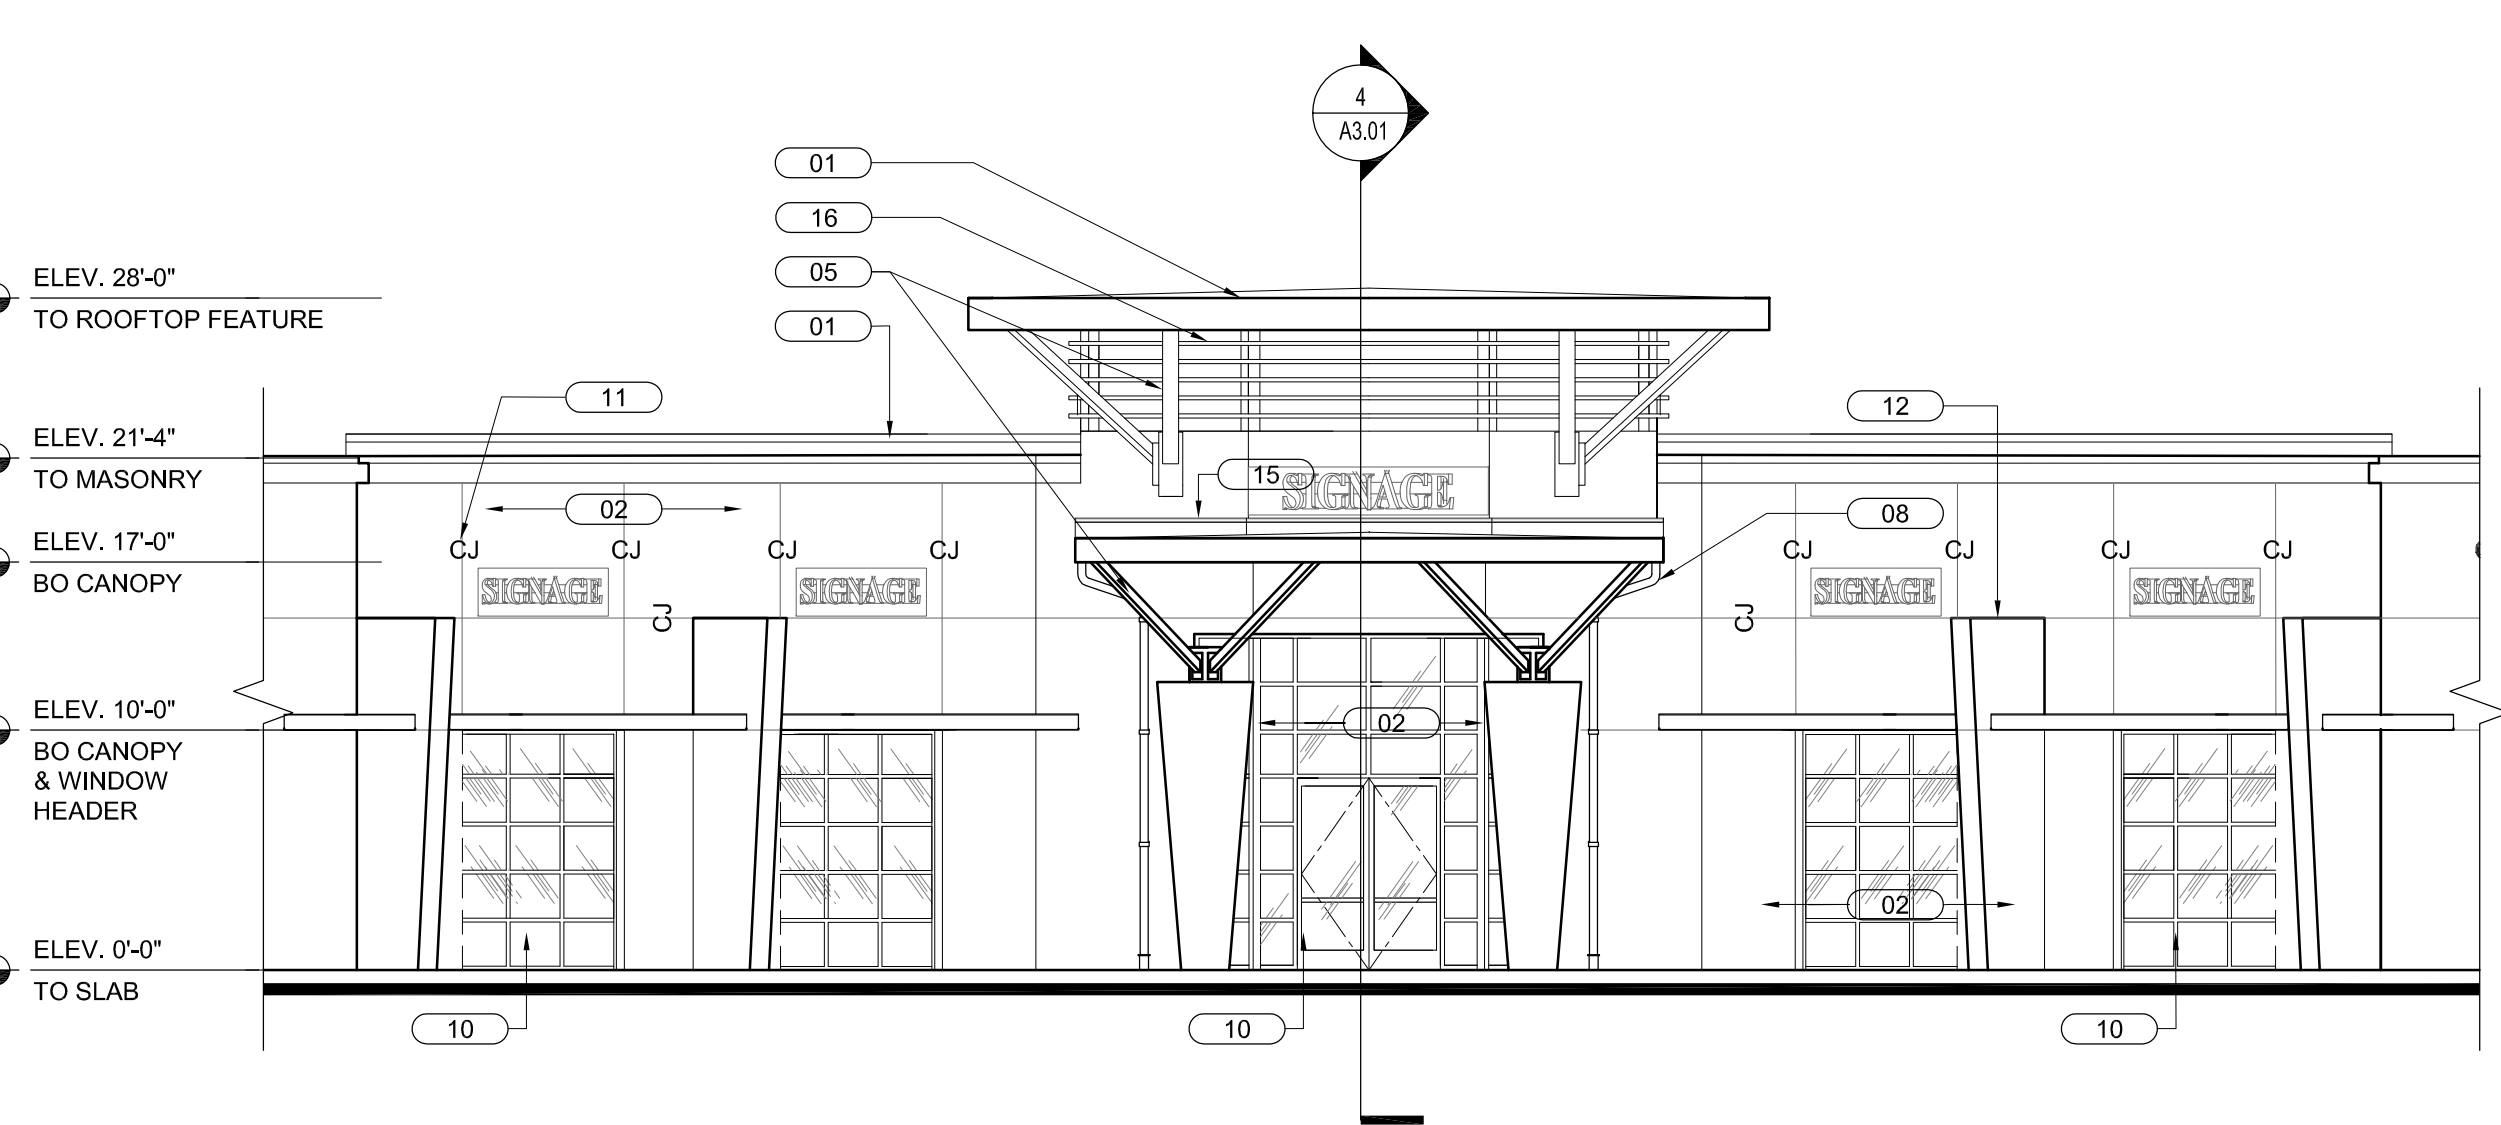 4
A3.01
01
16
05
01
ELEV. 28'-0"
TO ROOFTOP FEATURE
ELEV. 21'-4"
TO MASONRY
ELEV. 17'-0"
BO CANOPY
ELEV. 10'-0"
BO CANOPY
& WINDOW
HEADER
ELEV. 0'-0"
TO SLAB
11
12
15
SIGNAGE
02
08
CJ
CJ
CJ
CJ
CJ
CJ
CJ
CJ
SIGNAGE
SIGNAGE
SIGNAGE
SIGNAGE
CJ
CJ
02
02
10
10
10